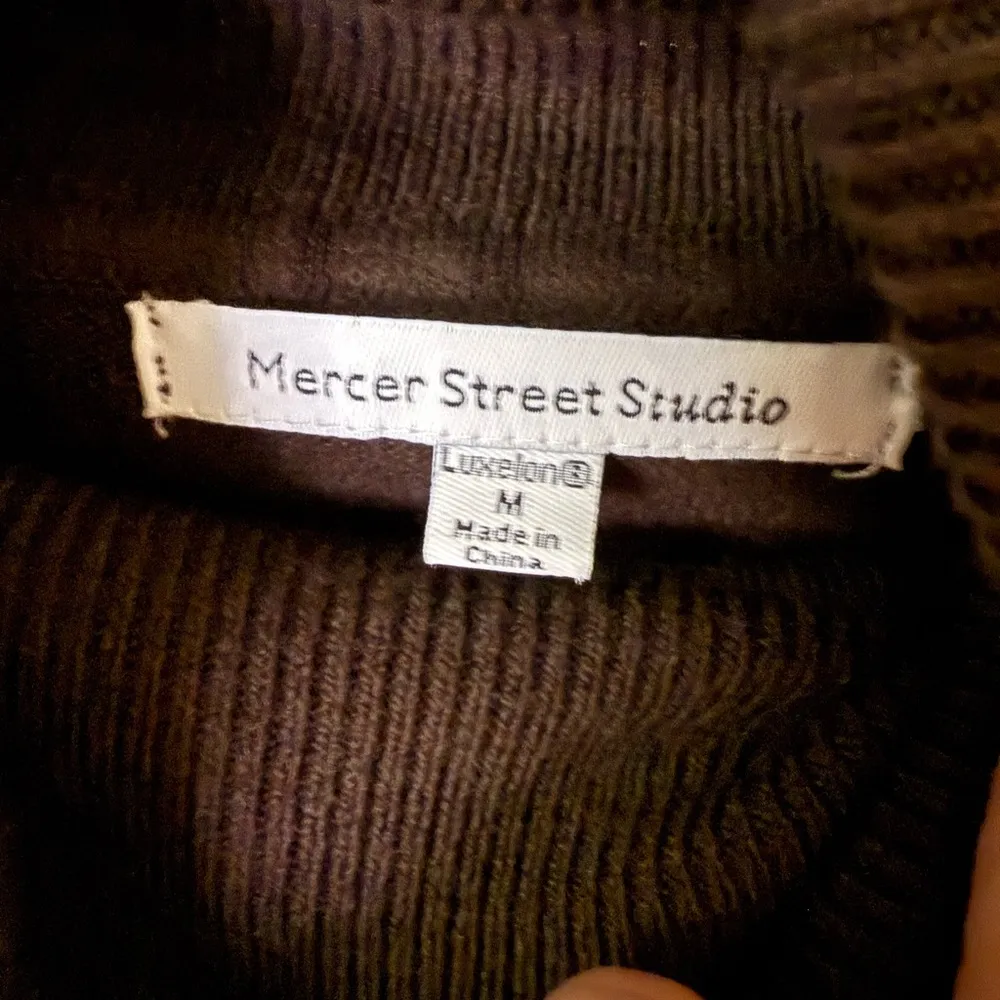 Mercer Street Studio
Luxelon®
M
Made in
China